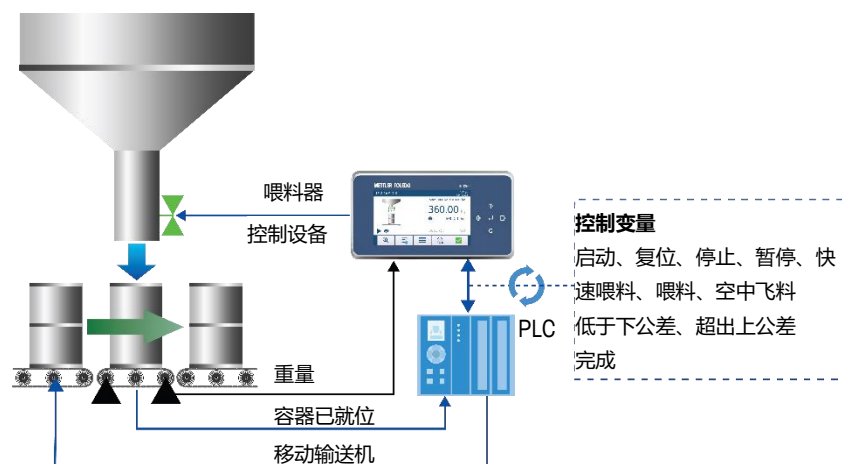 METTLER TOLEDO
360.00
喂料器
控制设备
控制变量
启动、复位、停止、暂停、快
速喂料、喂料、空中飞料
低于下公差、超出上公差
完成
PLC
重量
容器已就位
移动输送机